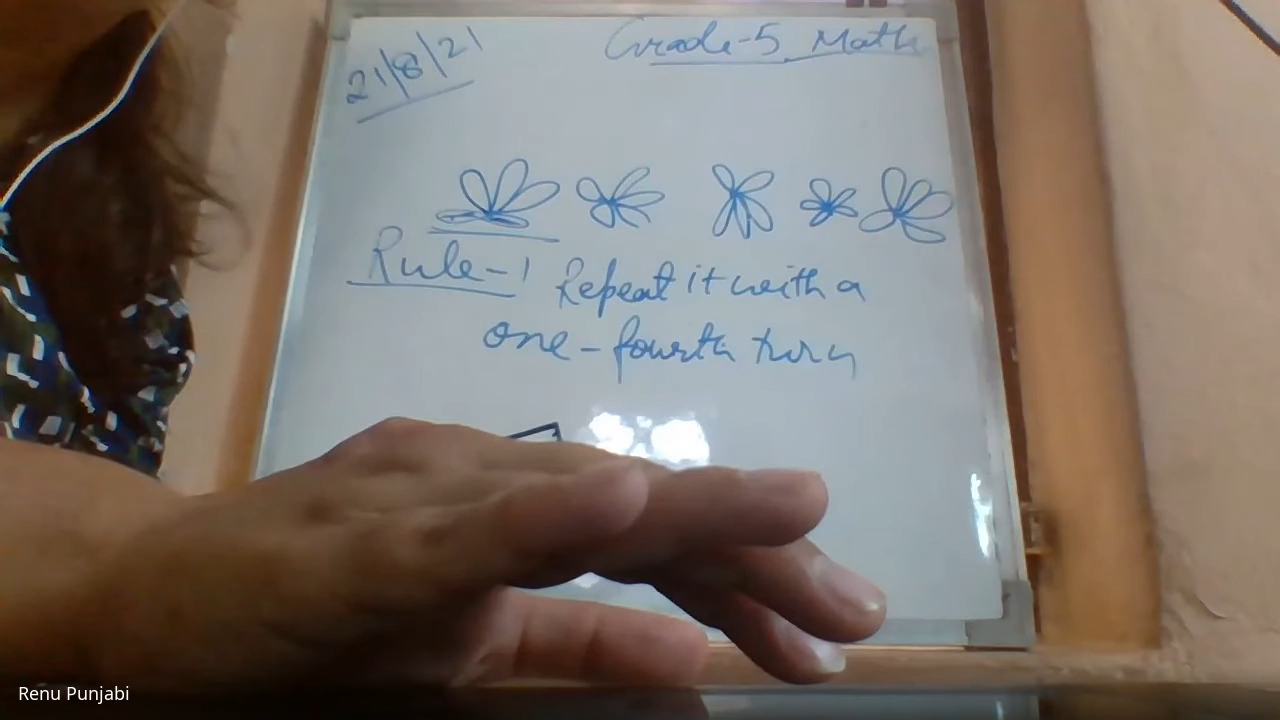 21/8/21
Grade-5 Math
Rule-1 Repeat it with a
one-fourth turn
Renu Punjabi